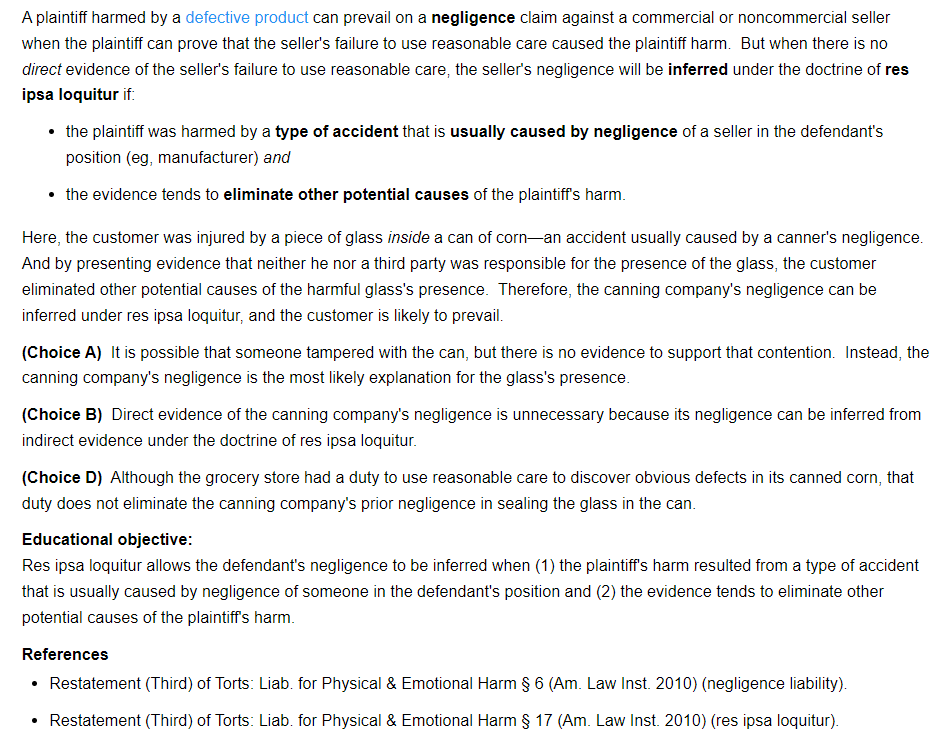 A plaintiff harmed by a defective product can prevail on a negligence claim against a commercial or noncommercial seller
when the plaintiff can prove that the seller's failure to use reasonable care caused the plaintiff harm.  But when there is no
direct evidence of the seller's failure to use reasonable care, the seller's negligence will be inferred under the doctrine of res
ipsa loquitur if:
• the plaintiff was harmed by a type of accident that is usually caused by negligence of a seller in the defendant's
position (eg, manufacturer) and
• the evidence tends to eliminate other potential causes of the plaintiff's harm.
Here, the customer was injured by a piece of glass inside a can of corn—an accident usually caused by a canner's negligence.
And by presenting evidence that neither he nor a third party was responsible for the presence of the glass, the customer
eliminated other potential causes of the harmful glass's presence.  Therefore, the canning company's negligence can be
inferred under res ipsa loquitur, and the customer is likely to prevail.
(Choice A)  It is possible that someone tampered with the can, but there is no evidence to support that contention.  Instead, the
canning company's negligence is the most likely explanation for the glass's presence.
(Choice B)  Direct evidence of the canning company's negligence is unnecessary because its negligence can be inferred from
indirect evidence under the doctrine of res ipsa loquitur.
(Choice D)  Although the grocery store had a duty to use reasonable care to discover obvious defects in its canned corn, that
duty does not eliminate the canning company's prior negligence in sealing the glass in the can.
Educational objective:
Res ipsa loquitur allows the defendant's negligence to be inferred when (1) the plaintiff's harm resulted from a type of accident
that is usually caused by negligence of someone in the defendant's position and (2) the evidence tends to eliminate other
potential causes of the plaintiff's harm.
References
• Restatement (Third) of Torts: Liab. for Physical & Emotional Harm § 6 (Am. Law Inst. 2010) (negligence liability).
• Restatement (Third) of Torts: Liab. for Physical & Emotional Harm § 17 (Am. Law Inst. 2010) (res ipsa loquitur).